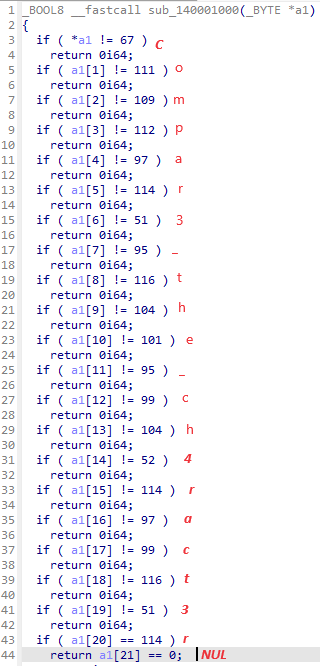 1 _BOOL8 __fastcall sub_140001000(_BYTE *a1)
2 {
3 if ( *a1 != 67 ) C
4 return 0i64;
5 if ( a1[1] != 111 ) o
6 return 0i64;
7 if ( a1[2] != 109 ) m
8 return 0i64;
9 if ( a1[3] != 112 ) p
10 return 0i64;
11 if ( a1[4] != 97 ) a
12 return 0i64;
13 if ( a1[5] != 114 ) r
14 return 0i64;
15 if ( a1[6] != 51 ) 3
16 return 0i64;
17 if ( a1[7] != 95 ) _
18 return 0i64;
19 if ( a1[8] != 116 ) t
20 return 0i64;
21 if ( a1[9] != 104 ) h
22 return 0i64;
23 if ( a1[10] != 101 ) e
24 return 0i64;
25 if ( a1[11] != 95 ) _
26 return 0i64;
27 if ( a1[12] != 99 ) c
28 return 0i64;
29 if ( a1[13] != 104 ) h
30 return 0i64;
31 if ( a1[14] != 52 ) 4
32 return 0i64;
33 if ( a1[15] != 114 ) r
34 return 0i64;
35 if ( a1[16] != 97 ) a
36 return 0i64;
37 if ( a1[17] != 99 ) c
38 return 0i64;
39 if ( a1[18] != 116 ) t
40 return 0i64;
41 if ( a1[19] != 51 ) 3
42 return 0i64;
43 if ( a1[20] == 114 ) r
44 return a1[21] == 0; NUL